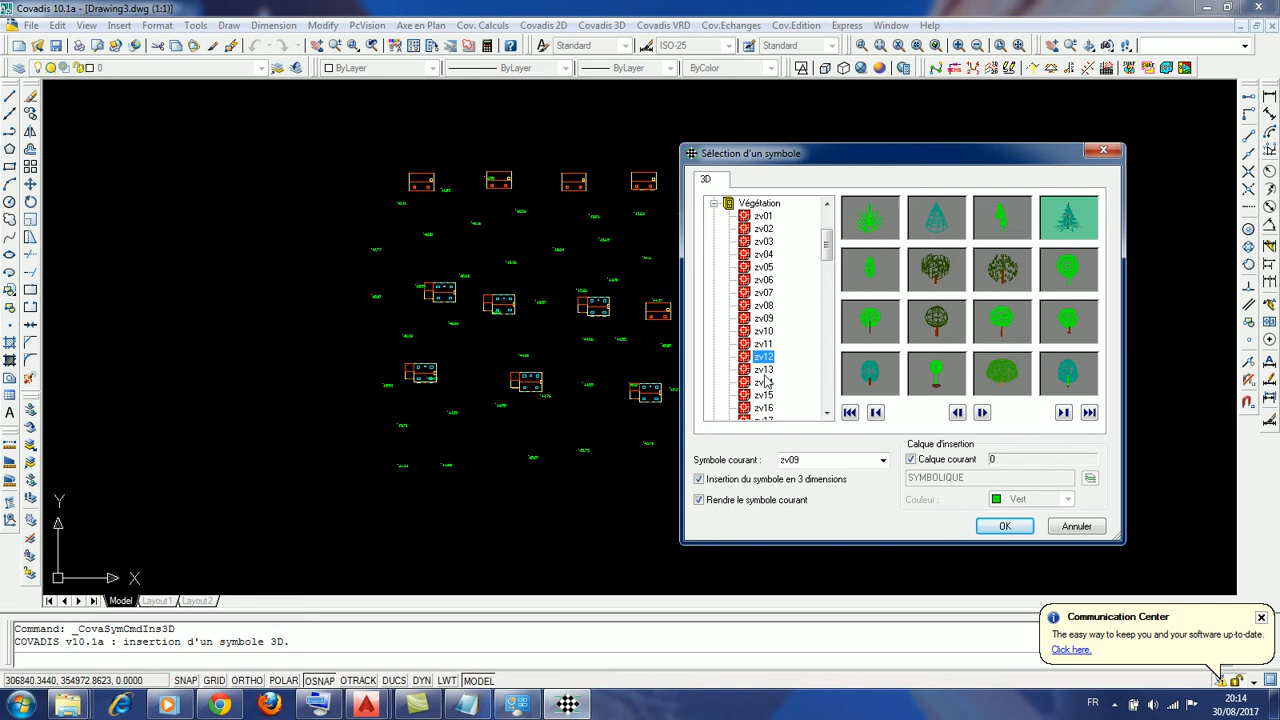 Covadis 10.1a - [Drawing3.dwg (1:1)]
File Edit View Insert Format Tools Draw Dimension Modify PcVision Axe en Plan Cov. Calculs Covadis 2D Covadis 3D Covadis VRD Cov.Echanges Cov.Edition Express Window Help
Standard ISO-25 Standard
0 ByLayer ByLayer ByLayer ByColor
Sélection d'un symbole
3D
Végétation
zv01
zv02
zv03
zv04
zv05
zv06
zv07
zv08
zv09
zv10
zv11
zv12
zv13
zv15
zv16
zv17
Symbole courant : zv09
Insertion du symbole en 3 dimensions
Rendre le symbole courant
Calque d'insertion
Calque courant 0
SYMBOLIQUE
Couleur : Vert
OK Annuler
Y
X
Model Layout1 Layout2
Command: _CovaSymCmdIns3D
COVADIS v10.1a : insertion d'un symbole 3D.
Communication Center
The easy way to keep you and your software up-to-date.
Click here.
306840.3440, 354972.8623, 0.0000 SNAP GRID ORTHO POLAR OSNAP OTRACK DUCS DYN LWT MODEL
FR
20:14
30/08/2017